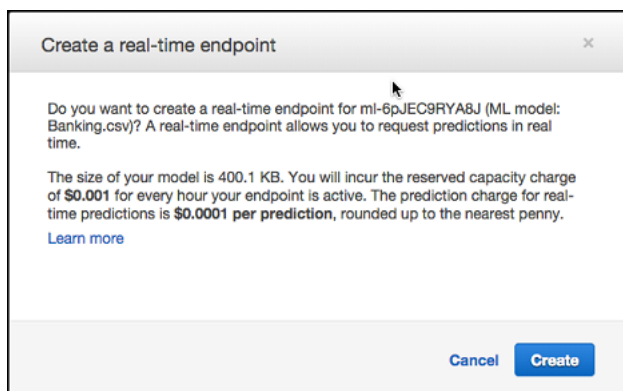 Create a real-time endpoint
×
Do you want to create a real-time endpoint for ml-6pJEC9RYA8J (ML model:
Banking.csv)? A real-time endpoint allows you to request predictions in real
time.
The size of your model is 400.1 KB. You will incur the reserved capacity charge
of $0.001 for every hour your endpoint is active. The prediction charge for real-
time predictions is $0.0001 per prediction, rounded up to the nearest penny.
Learn more
Cancel Create